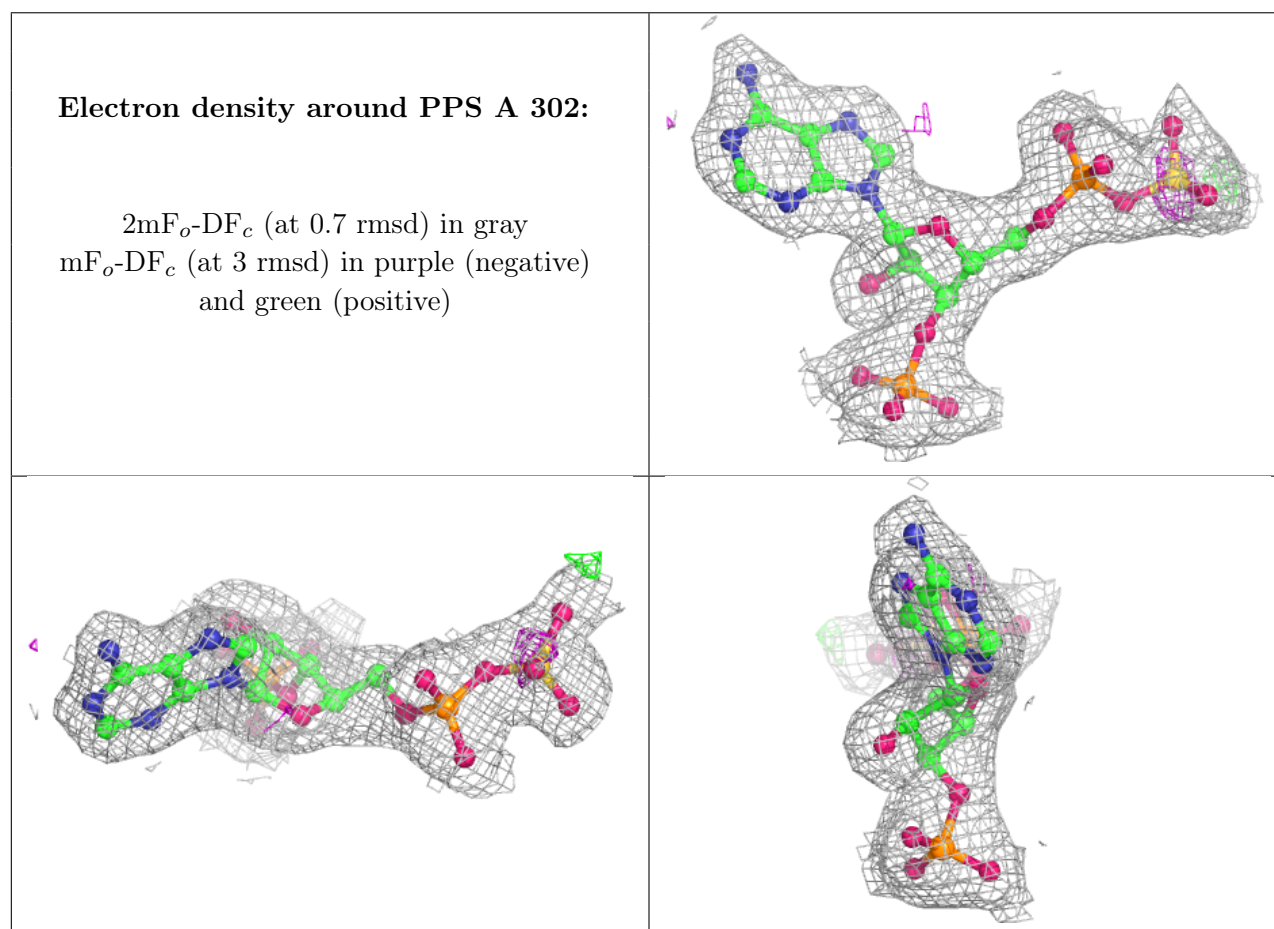 Electron density around PPS A 302:
2mFo-DFc (at 0.7 rmsd) in gray
mFo-DFc (at 3 rmsd) in purple (negative)
and green (positive)